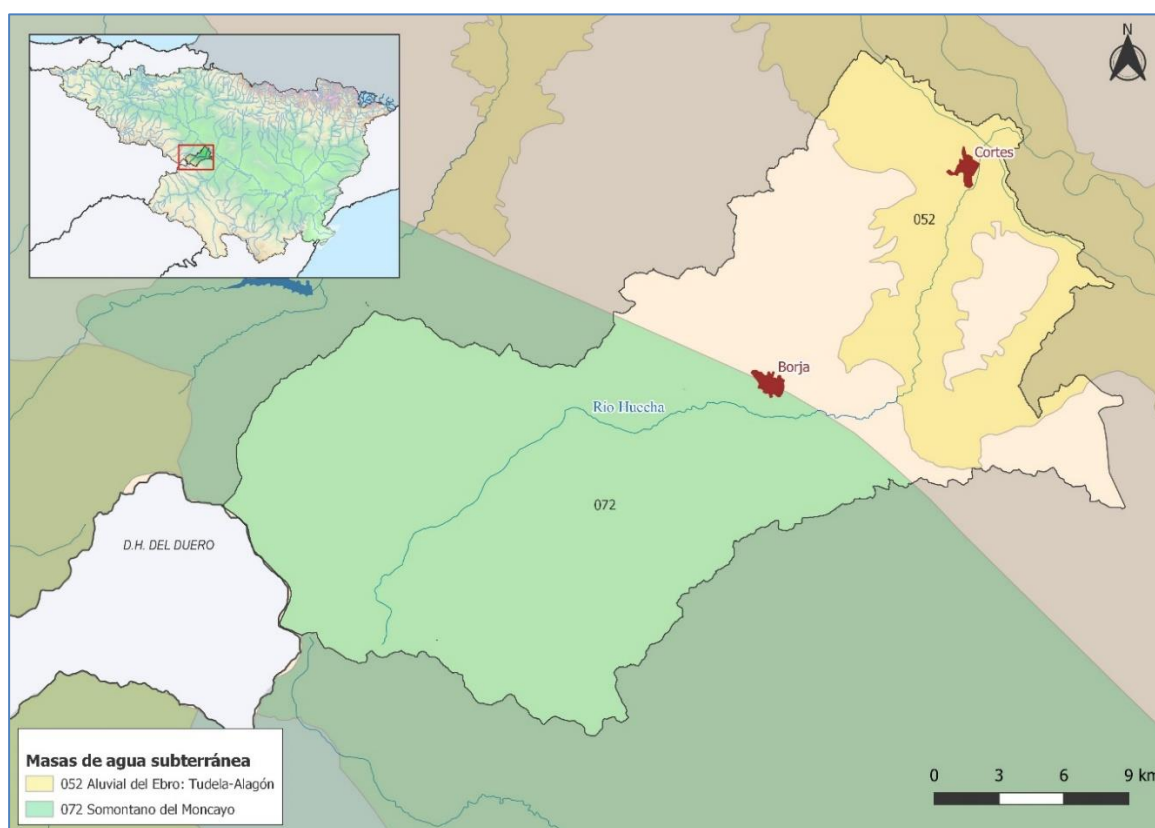 N
Cortes
052
Borja
Río Huecha
072
D.H. DEL DUERO
Masas de agua subterránea
052 Aluvial del Ebro: Tudela-Alagón
072 Somontano del Moncayo
0 3 6 9 km